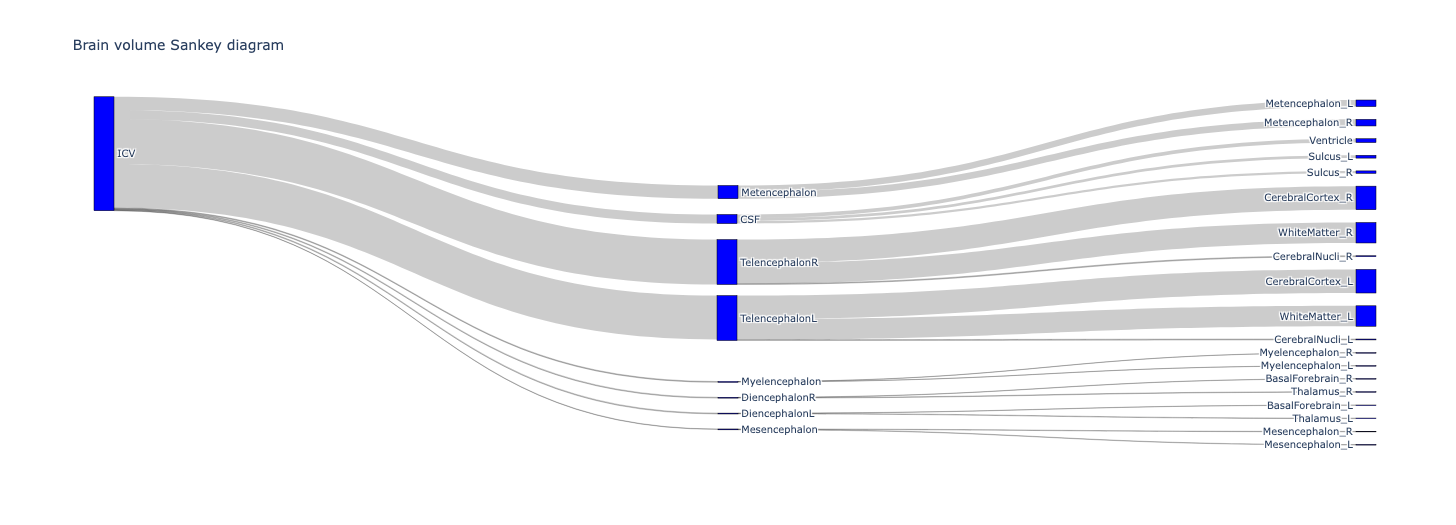 Brain volume Sankey diagram
ICV
Metencephalon
CSF
TelencephalonR
TelencephalonL
Myelencephalon
DiencephalonR
DiencephalonL
Mesencephalon
Metencephalon_L
Metencephalon_R
Ventricle
Sulcus_L
Sulcus_R
CerebralCortex_R
WhiteMatter_R
CerebralNucli_R
CerebralCortex_L
WhiteMatter_L
CerebralNucli_L
Myelencephalon_R
Myelencephalon_L
BasalForebrain_R
Thalamus_R
BasalForebrain_L
Thalamus_L
Mesencephalon_R
Mesencephalon_L